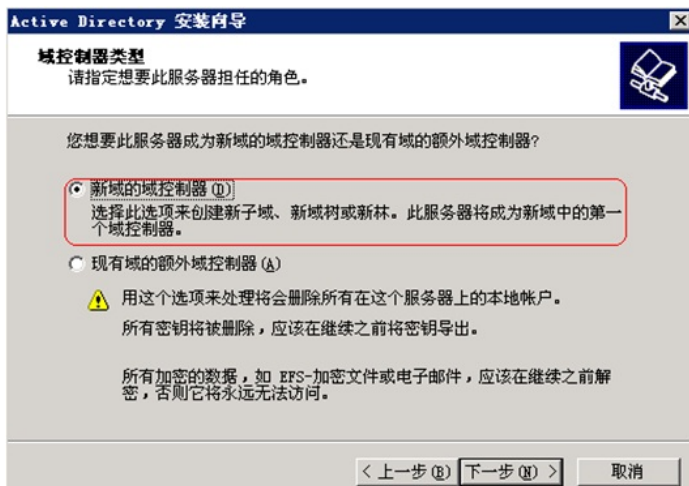 Active Directory 安装向导
域控制器类型
请指定想要此服务器担任的角色。
您想要此服务器成为新域的域控制器还是现有域的额外域控制器?
新域的域控制器(D)
选择此选项来创建新子域、新域树或新林。此服务器将成为新域中的第一
个域控制器。
现有域的额外域控制器(A)
用这个选项来处理将会删除所有在这个服务器上的本地帐户。
所有密钥将被删除,应该在继续之前将密钥导出。
所有加密的数据,如 EFS-加密文件或电子邮件,应该在继续之前解
密,否则它将永远无法访问。
< 上一步(B) 下一步(N) > 取消